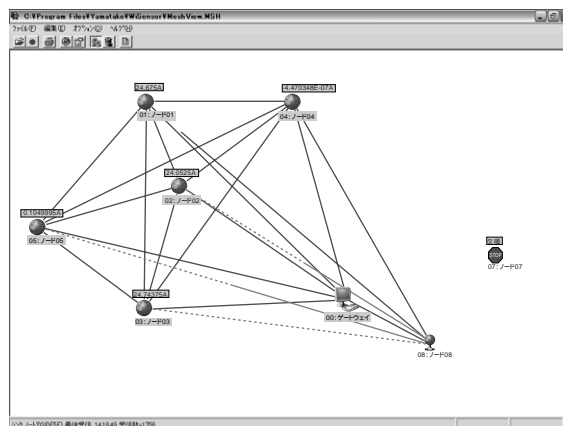 C:¥Program Files¥Yamatake¥WiSensor¥MeshView.MSH
ファイル(F) 編集(E) オプション(O) ヘルプ(H)
24.675A
01:ノード01
-4.470348E-07A
04:ノード04
24.0525A
02:ノード02
0.1049995A
05:ノード05
STOP
07:ノード07
24.74375A
03:ノード03
00:ゲートウェイ
08:ノード08